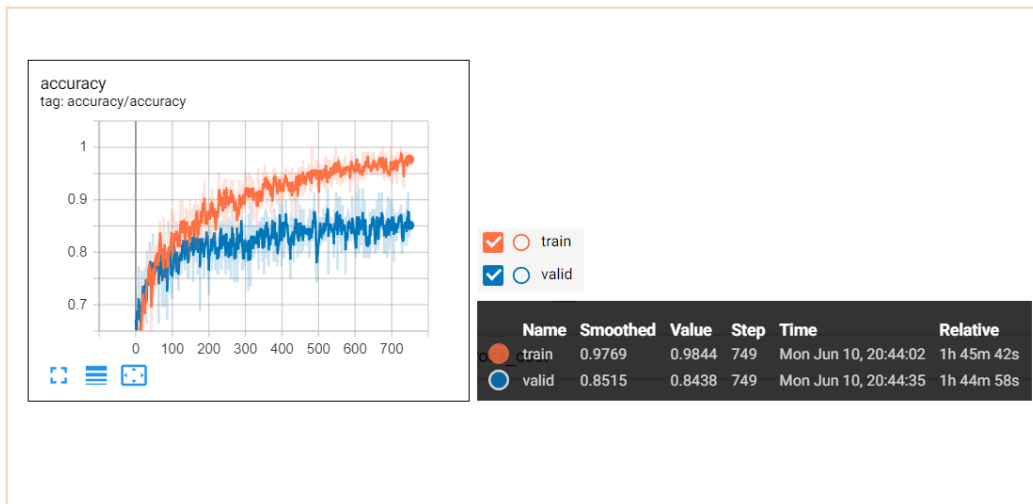 accuracy
tag: accuracy/accuracy
1
0.9
0.8
0.7
0 100 200 300 400 500 600 700
train
valid
Name Smoothed Value Step Time Relative
train 0.9769 0.9844 749 Mon Jun 10, 20:44:02 1h 45m 42s
valid 0.8515 0.8438 749 Mon Jun 10, 20:44:35 1h 44m 58s